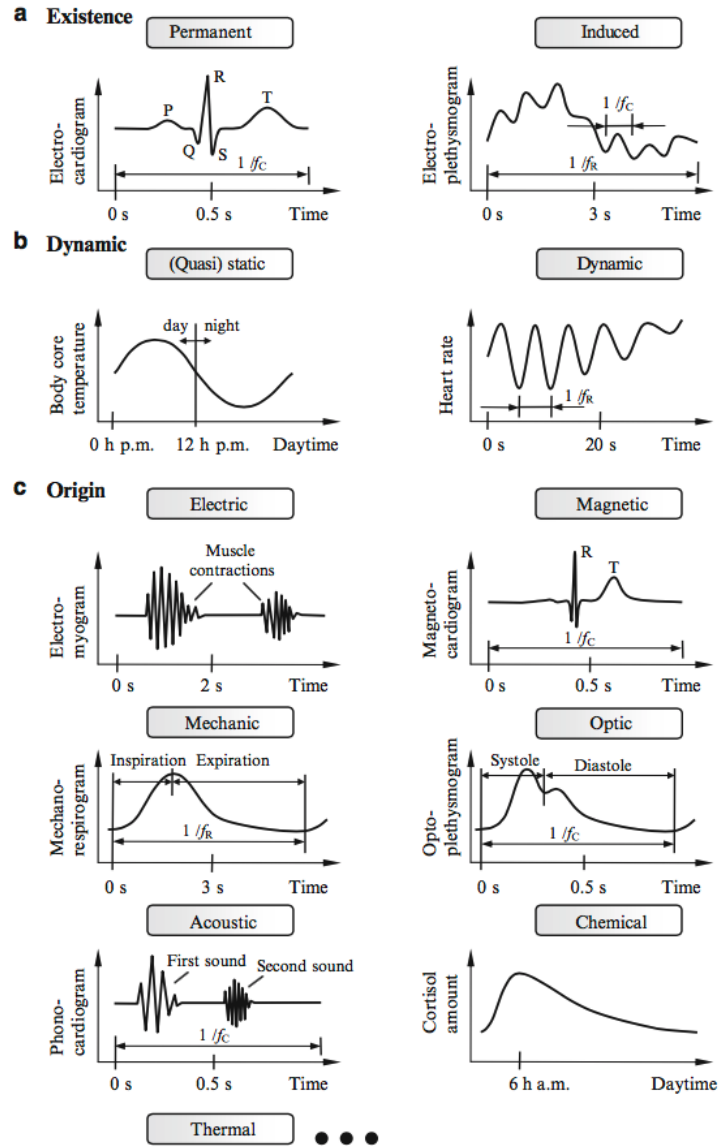 a Existence
Permanent
Induced
Electro-
cardiogram
P
Q
R
S
T
1/fC
0 s
0.5 s
Time
Electro-
plethysmogram
1/fC
1/fR
0 s
3 s
Time
b Dynamic
(Quasi) static
Dynamic
Body core
temperature
day
night
0 h p.m.
12 h p.m.
Daytime
Heart rate
1/fR
0 s
20 s
Time
c Origin
Electric
Magnetic
Electro-
myogram
Muscle
contractions
0 s
2 s
Time
Magneto-
cardiogram
R
T
1/fC
0 s
0.5 s
Time
Mechanic
Optic
Mechano-
respirogram
Inspiration
Expiration
1/fR
0 s
3 s
Time
Opto-
plethysmogram
Systole
Diastole
1/fC
0 s
0.5 s
Time
Acoustic
Chemical
Phono-
cardiogram
First sound
Second sound
1/fC
0 s
0.5 s
Time
Cortisol
amount
6 h a.m.
Daytime
Thermal